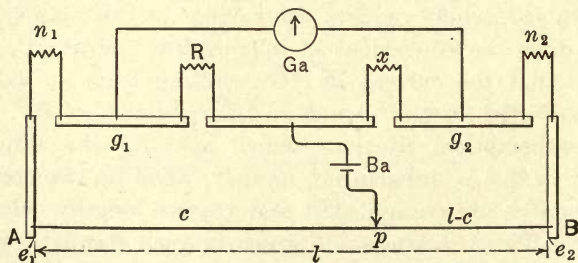 n₁ R Ga x n₂
g₁ g₂
Ba
c l-c
A B
e₁ p e₂
l